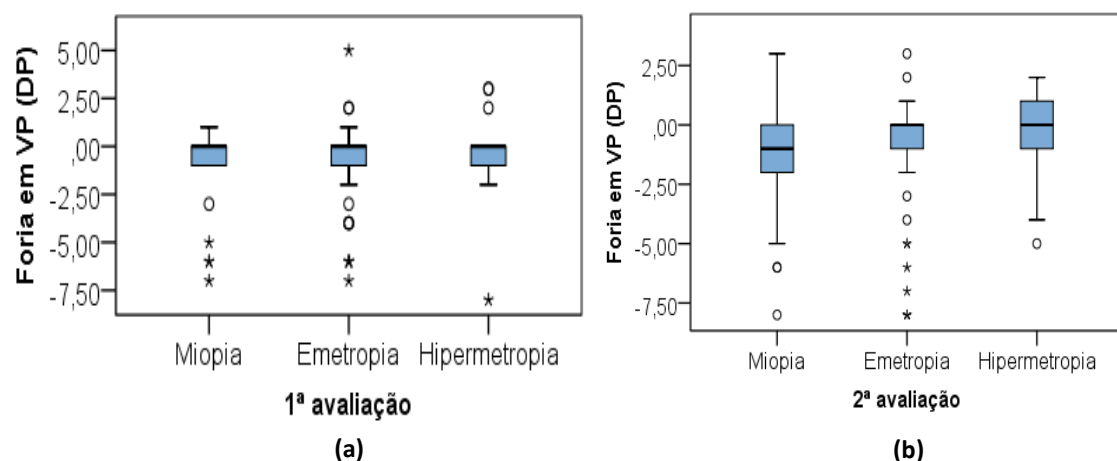 Foria em VP (DP)
5,00
2,50
,00
-2,50
-5,00
-7,50
Miopia
Emetropia
Hipermetropia
1ª avaliação
(a)
Foria em VP (DP)
2,50
,00
-2,50
-5,00
-7,50
Miopia
Emetropia
Hipermetropia
2ª avaliação
(b)